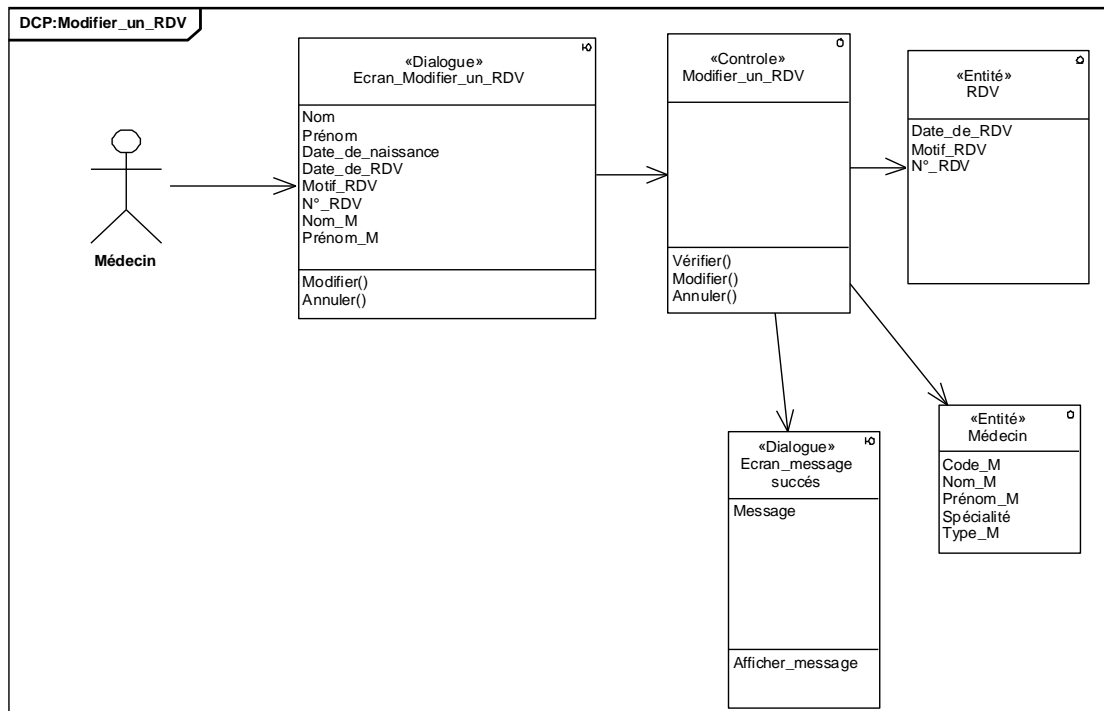 DCP:Modifier_un_RDV
«Dialogue»
Ecran_Modifier_un_RDV
Nom
Prénom
Date_de_naissance
Date_de_RDV
Motif_RDV
N°_RDV
Nom_M
Prénom_M
Modifier()
Annuler()
«Controle»
Modifier_un_RDV
Vérifier()
Modifier()
Annuler()
«Entité»
RDV
Date_de_RDV
Motif_RDV
N°_RDV
Médecin
«Dialogue»
Ecran_message
succés
Message
Afficher_message
«Entité»
Médecin
Code_M
Nom_M
Prénom_M
Spécialité
Type_M